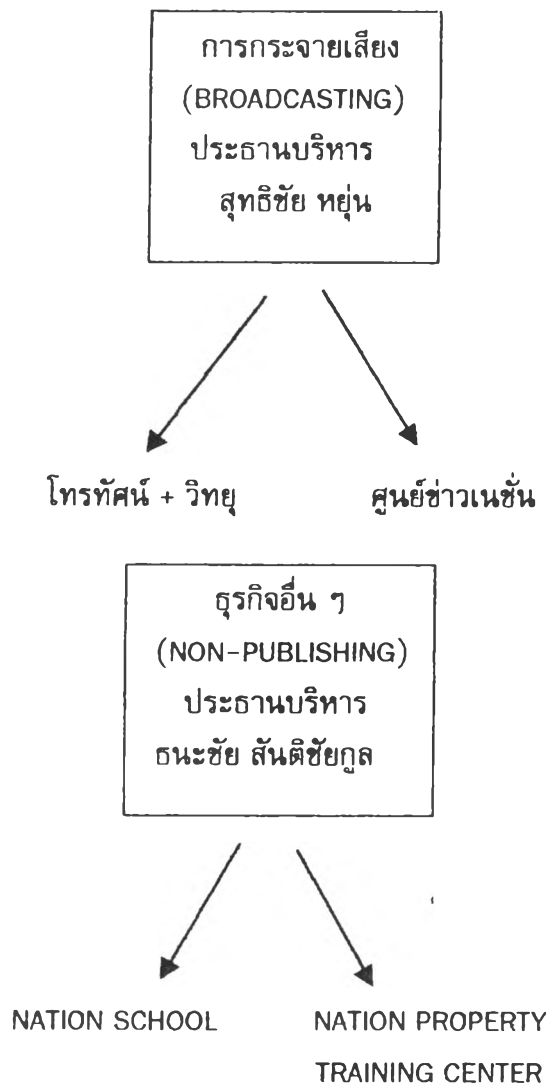 การกระจายเสียง
(BROADCASTING)
ประธานบริหาร
สุทธิชัย หยุ่น
โทรทัศน์ + วิทยุ ศูนย์ข่าวเนชั่น
ธุรกิจอื่น ๆ
(NON-PUBLISHING)
ประธานบริหาร
ธนะชัย สันติชัยกูล
NATION SCHOOL NATION PROPERTY
TRAINING CENTER